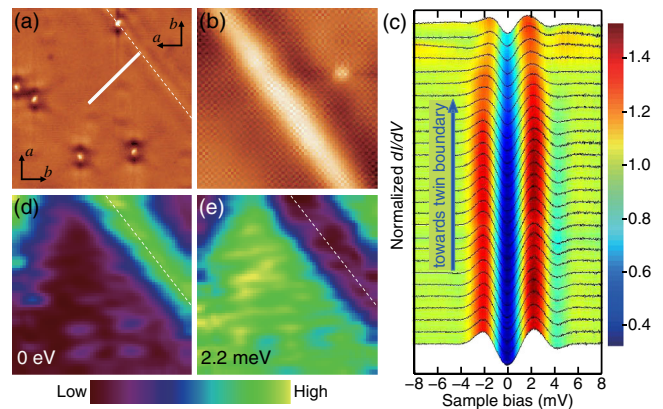 (a)
b
a
a
b
(b)
(c)
Normalized dI/dV
towards twin boundary
1.4
1.2
1.0
0.8
0.6
0.4
−8 −6 −4 −2 0 2 4 6 8
Sample bias (mV)
(d)
0 eV
(e)
2.2 meV
Low
High